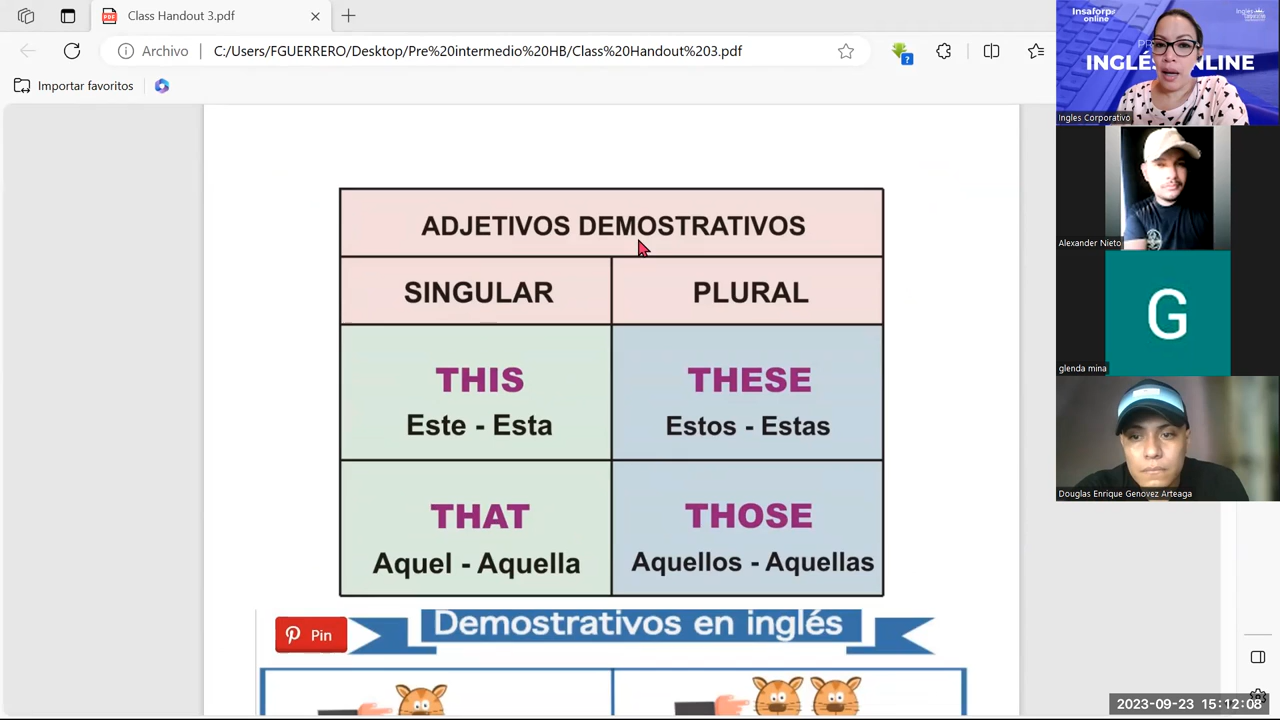 Class Handout 3.pdf
Archivo
C:/Users/FGUERRERO/Desktop/Pre%20Intermedio%20HB/Class%20Handout%203.pdf
Importar favoritos
ADJETIVOS DEMOSTRATIVOS
SINGULAR
PLURAL
THIS
Este - Esta
THESE
Estos - Estas
THAT
Aquel - Aquella
THOSE
Aquellos - Aquellas
Pin
Demostrativos en inglés
Insaforp
online
INGLÉS ONLINE
Ingles Corporativo
Alexander Nieto
G
glenda mina
Douglas Enrique Genovez Arteaga
2023-09-23 15:12:08